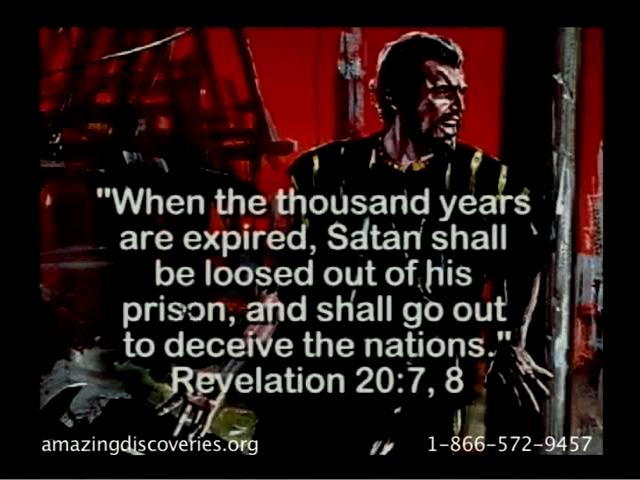 "When the thousand years
are expired, Satan shall
be loosed out of his
prison, and shall go out
to deceive the nations."
Revelation 20:7, 8
amazingdiscoveries.org 1-866-572-9457